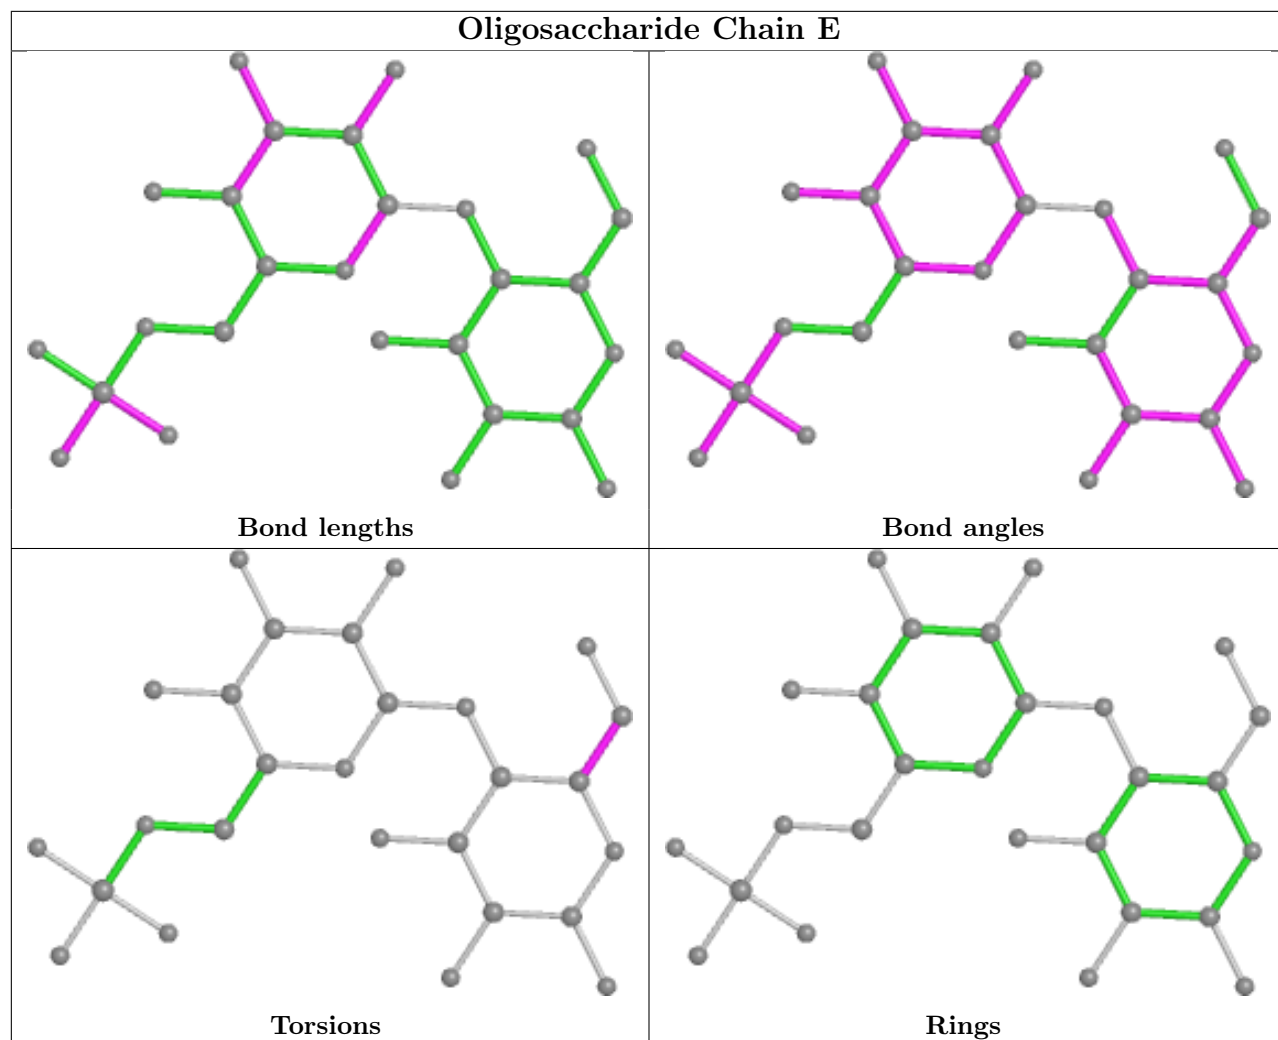 Oligosaccharide Chain E
Bond lengths
Bond angles
Torsions
Rings